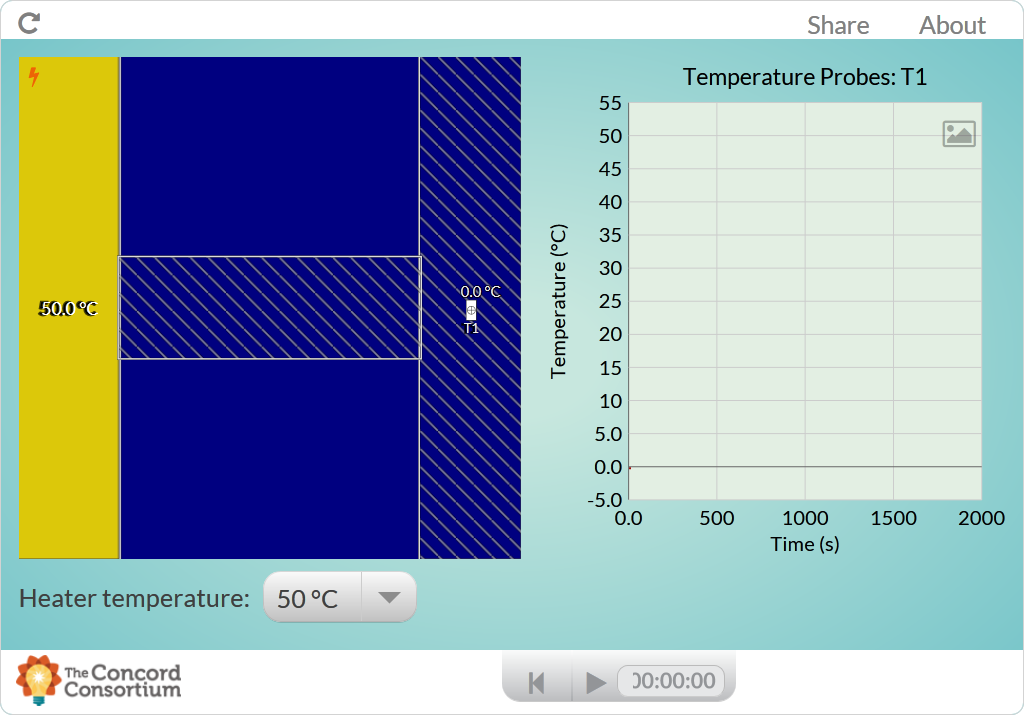 Share About
Temperature Probes: T1
55
50
45
40
35
30
25
20
15
10
5.0
0.0
-5.0
Temperature (°C)
0.0 500 1000 1500 2000
Time (s)
50.0 °C
0.0 °C
T1
Heater temperature: 50 °C
The Concord
Consortium
00:00:00